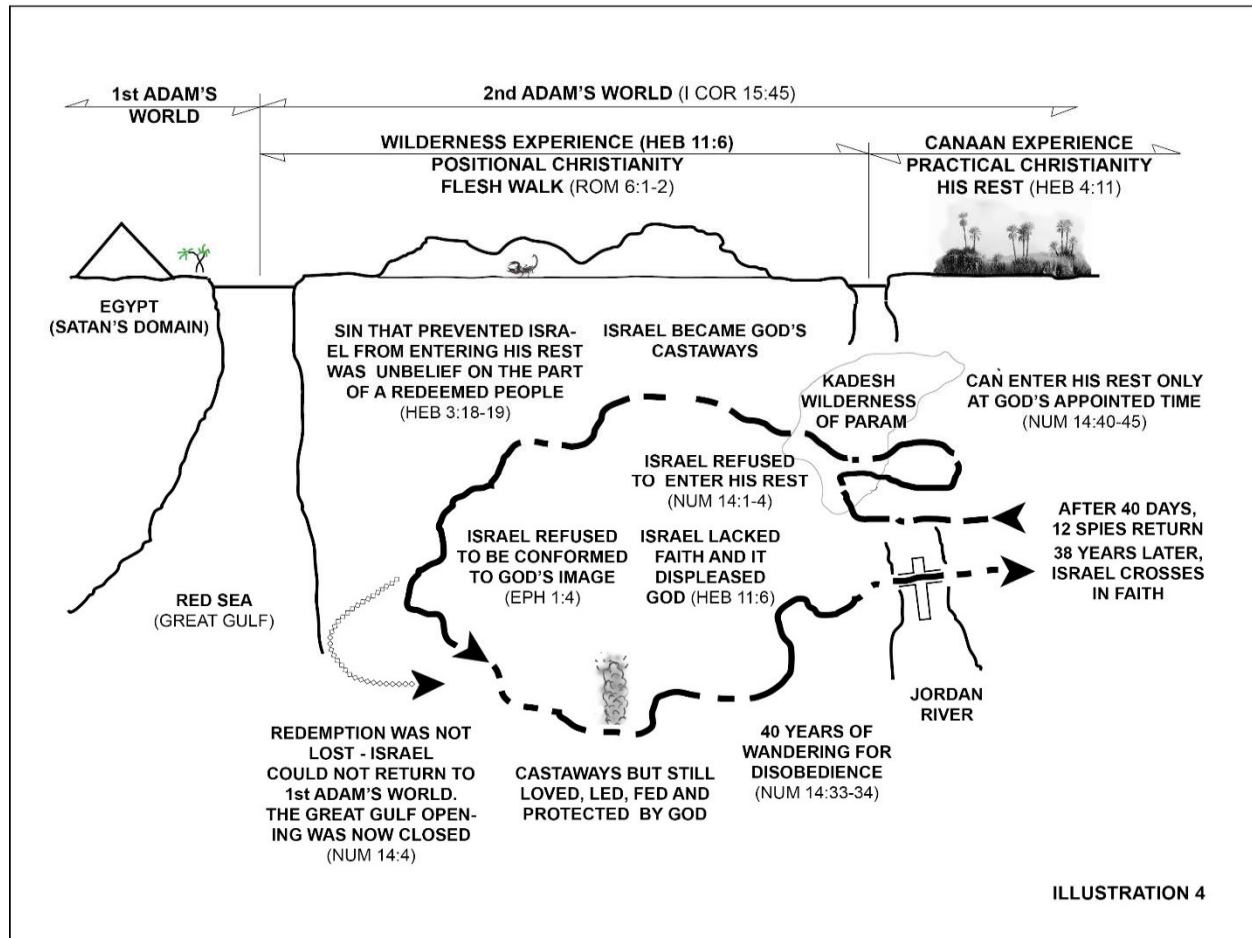 1st ADAM'S
WORLD
2nd ADAM'S WORLD (I COR 15:45)
WILDERNESS EXPERIENCE (HEB 11:6)
POSITIONAL CHRISTIANITY
FLESH WALK (ROM 6:1-2)
CANAAN EXPERIENCE
PRACTICAL CHRISTIANITY
HIS REST (HEB 4:11)
EGYPT
(SATAN'S DOMAIN)
SIN THAT PREVENTED ISRA-
EL FROM ENTERING HIS REST
WAS UNBELIEF ON THE PART
OF A REDEEMED PEOPLE
(HEB 3:18-19)
ISRAEL BECAME GOD'S
CASTAWAYS
KADESH
WILDERNESS
OF PARAM
CAN ENTER HIS REST ONLY
AT GOD'S APPOINTED TIME
(NUM 14:40-45)
ISRAEL REFUSED
TO ENTER HIS REST
(NUM 14:1-4)
AFTER 40 DAYS,
12 SPIES RETURN
38 YEARS LATER,
ISRAEL CROSSES
IN FAITH
ISRAEL REFUSED
TO BE CONFORMED
TO GOD'S IMAGE
(EPH 1:4)
ISRAEL LACKED
FAITH AND IT
DISPLEASED
GOD (HEB 11:6)
RED SEA
(GREAT GULF)
JORDAN
RIVER
REDEMPTION WAS NOT
LOST - ISRAEL
COULD NOT RETURN TO
1st ADAM'S WORLD.
THE GREAT GULF OPEN-
ING WAS NOW CLOSED
(NUM 14:4)
CASTAWAYS BUT STILL
LOVED, LED, FED AND
PROTECTED BY GOD
40 YEARS OF
WANDERING FOR
DISOBEDIENCE
(NUM 14:33-34)
ILLUSTRATION 4